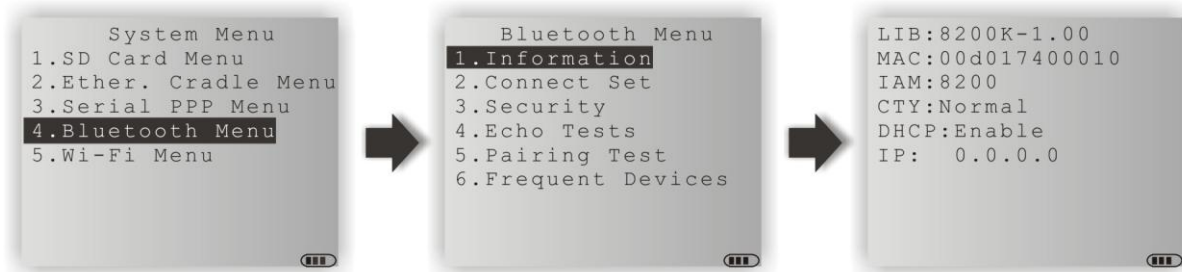 System Menu
1.SD Card Menu
2.Ether. Cradle Menu
3.Serial PPP Menu
4.Bluetooth Menu
5.Wi-Fi Menu
Bluetooth Menu
1.Information
2.Connect Set
3.Security
4.Echo Tests
5.Pairing Test
6.Frequent Devices
LIB:8200K-1.00
MAC:00d017400010
IAM:8200
CTY:Normal
DHCP:Enable
IP: 0.0.0.0